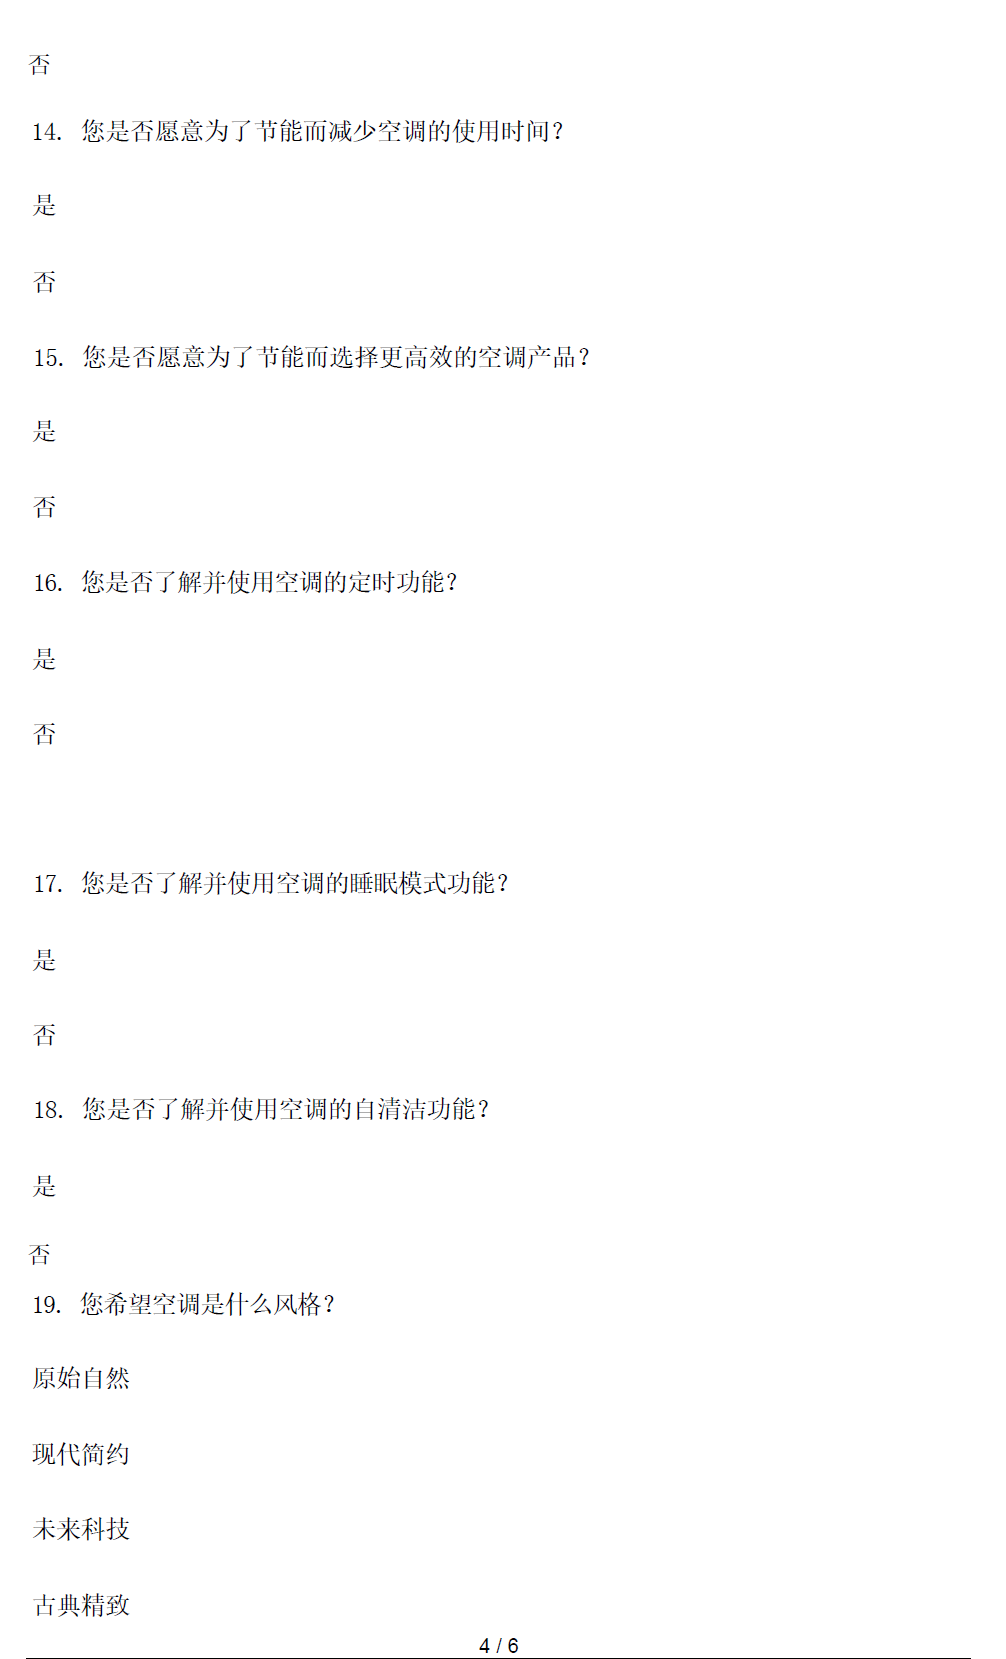 否
14. 您是否愿意为了节能而减少空调的使用时间？
是
否
15. 您是否愿意为了节能而选择更高效的空调产品？
是
否
16. 您是否了解并使用空调的定时功能？
是
否
17. 您是否了解并使用空调的睡眠模式功能？
是
否
18. 您是否了解并使用空调的自清洁功能？
是
否
19. 您希望空调是什么风格？
原始自然
现代简约
未来科技
古典精致
4 / 6